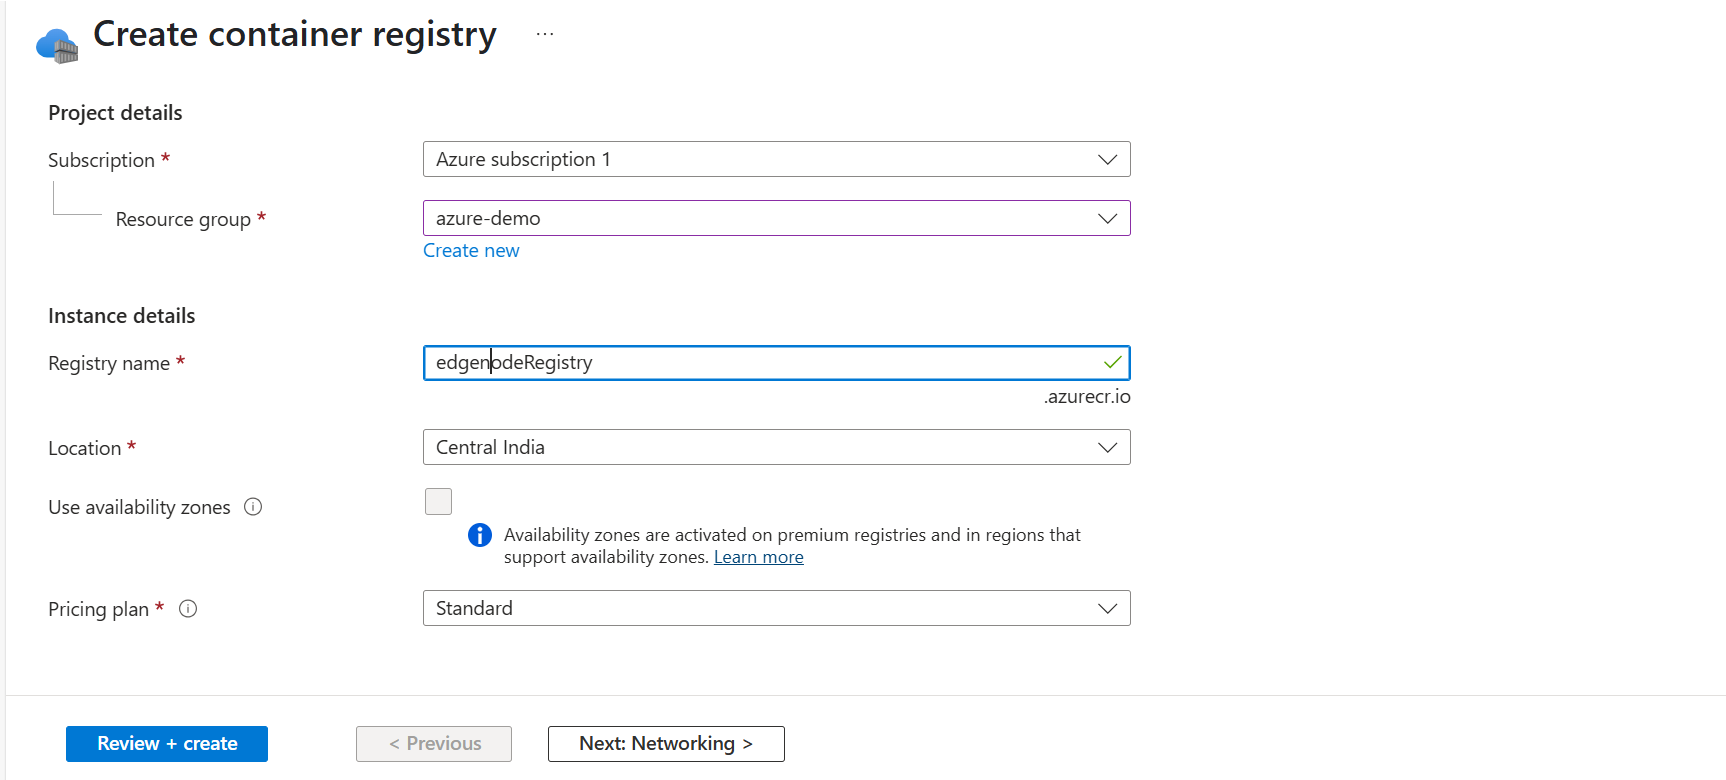 Create container registry ...
Project details
Subscription *
Azure subscription 1
Resource group *
azure-demo
Create new
Instance details
Registry name *
edgenodeRegistry
.azurecr.io
Location *
Central India
Use availability zones
Availability zones are activated on premium registries and in regions that
support availability zones. Learn more
Pricing plan *
Standard
Review + create
< Previous
Next: Networking >